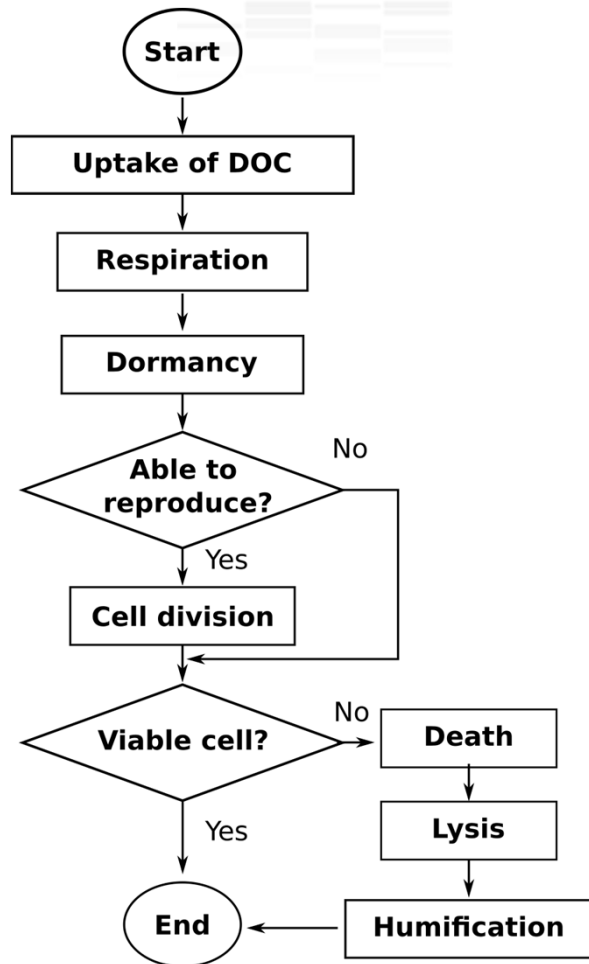 Start
Uptake of DOC
Respiration
Dormancy
No
Able to
reproduce?
Yes
Cell division
No
Viable cell?
Death
Yes
Lysis
End
Humification